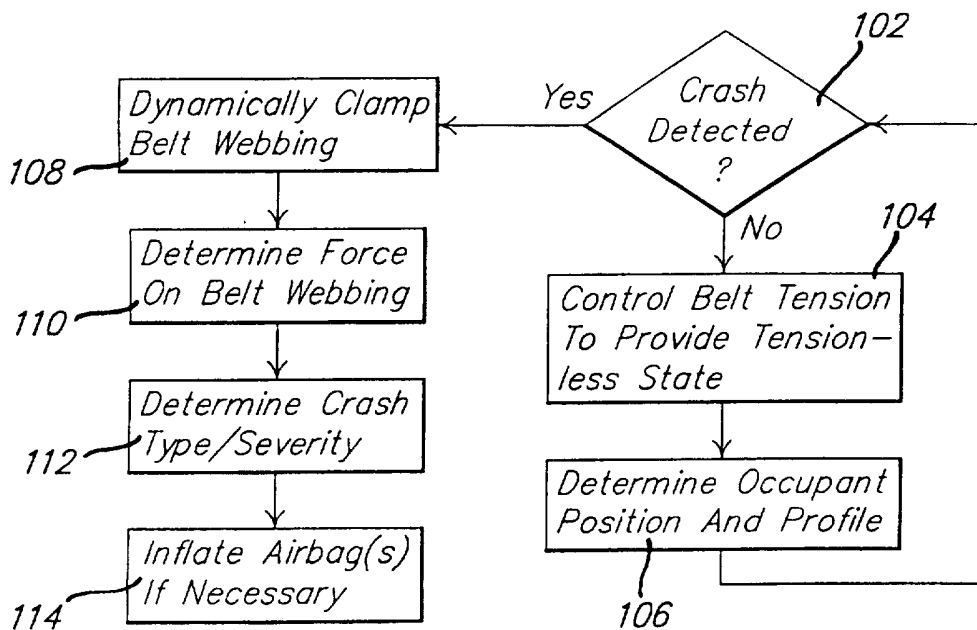 102
Crash
Detected
?
Yes
No
Dynamically Clamp
Belt Webbing
108
Determine Force
On Belt Webbing
110
Determine Crash
Type/Severity
112
Inflate Airbag(s)
If Necessary
114
104
Control Belt Tension
To Provide Tension-
less State
Determine Occupant
Position And Profile
106